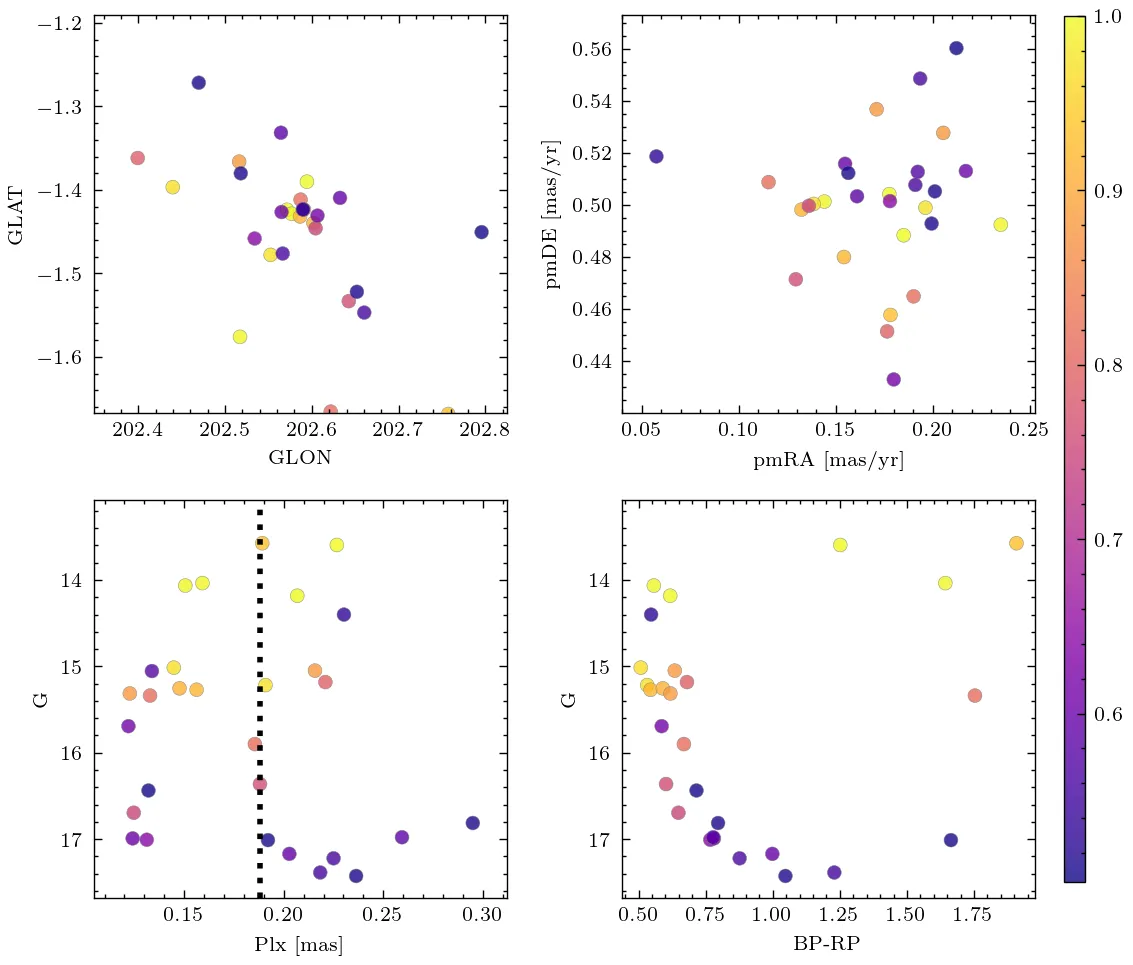 −1.2
−1.3
−1.4
−1.5
−1.6
GLAT
202.4 202.5 202.6 202.7 202.8
GLON
0.56
0.54
0.52
0.50
0.48
0.46
0.44
pmDE [mas/yr]
0.05 0.10 0.15 0.20 0.25
pmRA [mas/yr]
14
15
16
17
G
0.15 0.20 0.25 0.30
Plx [mas]
14
15
16
17
G
0.50 0.75 1.00 1.25 1.50 1.75
BP-RP
1.0
0.9
0.8
0.7
0.6